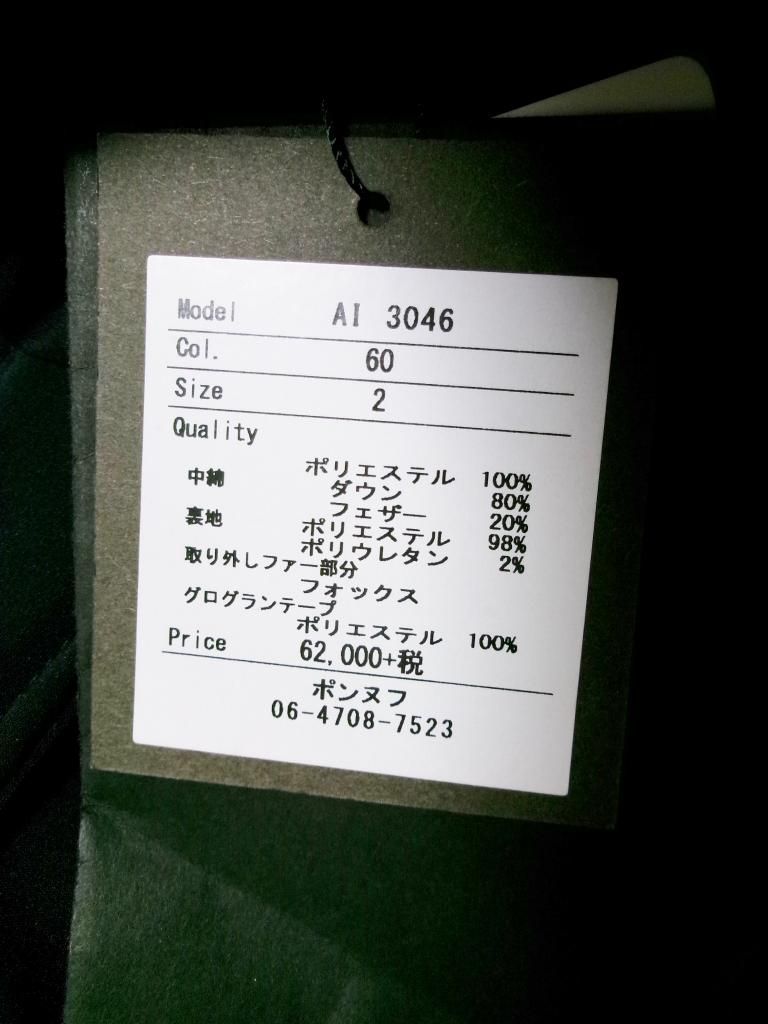 Model AI 3046
Col. 60
Size 2
Quality
ポリエステル 100%
中綿 ダウン 80%
フェザー 20%
裏地 ポリエステル 98%
ポリウレタン 2%
取り外しファー部分
フォックス
グログランテープ
ポリエステル 100%
Price 62,000+税
ポンヌフ
06-4708-7523